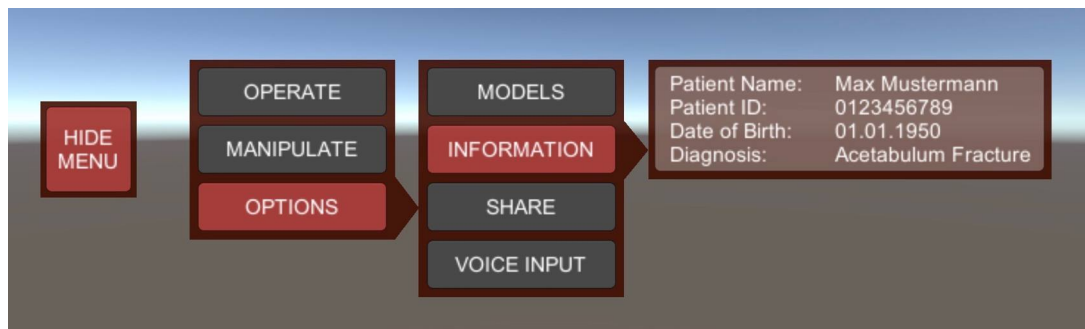 HIDE
MENU
OPERATE
MANIPULATE
OPTIONS
MODELS
INFORMATION
SHARE
VOICE INPUT
Patient Name: Max Mustermann
Patient ID: 0123456789
Date of Birth: 01.01.1950
Diagnosis: Acetabulum Fracture